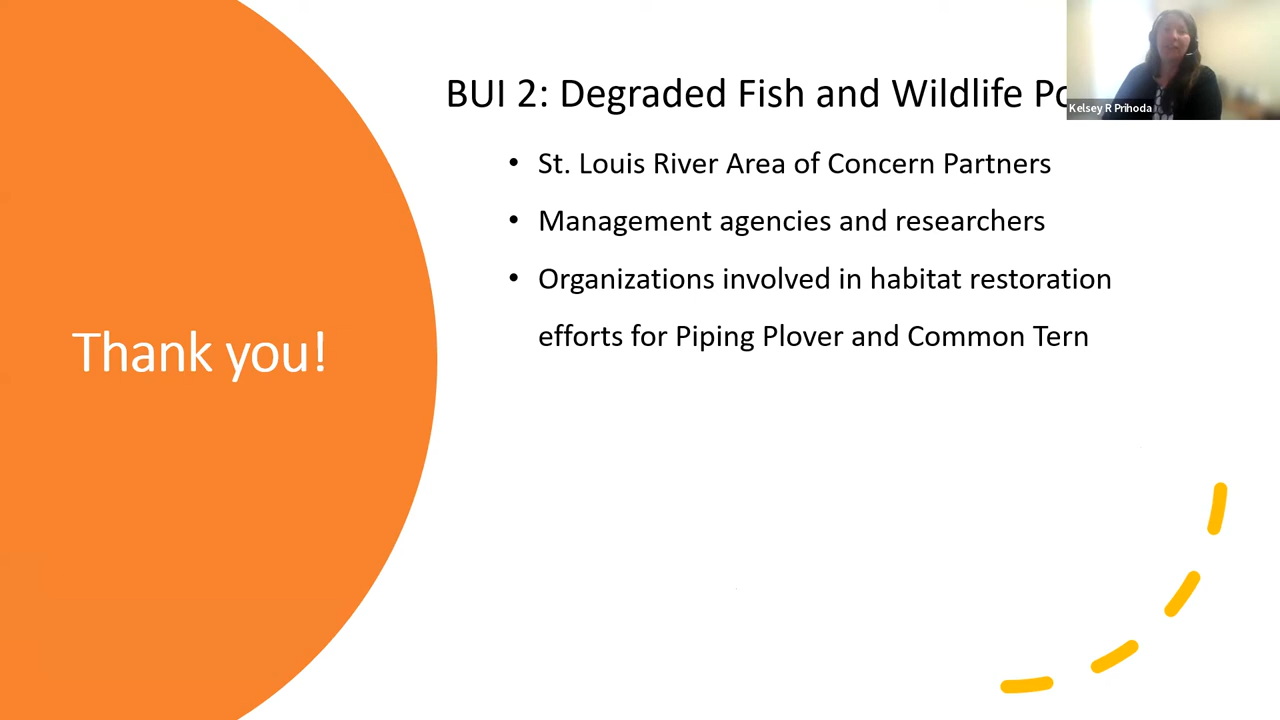 BUI 2: Degraded Fish and Wildlife
Kelsey R Prihoda
• St. Louis River Area of Concern Partners
• Management agencies and researchers
• Organizations involved in habitat restoration
efforts for Piping Plover and Common Tern
Thank you!